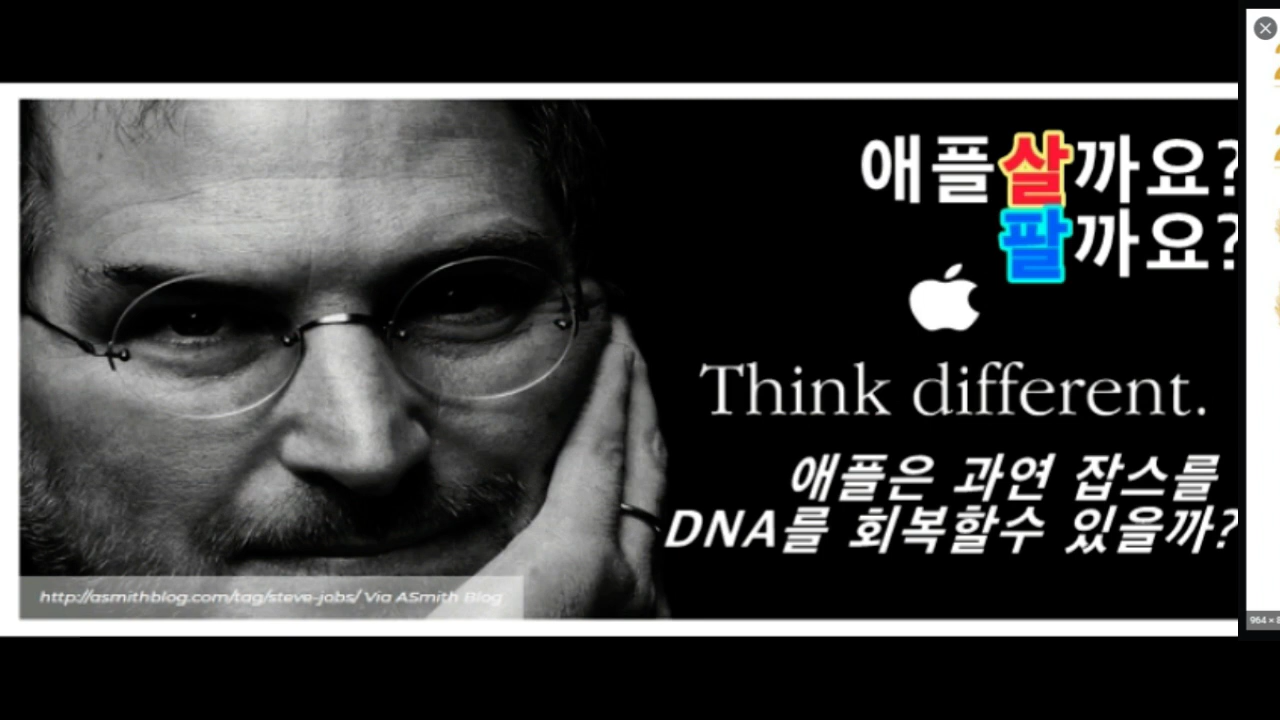 애플살까요?
팔까요?
Think different.
애플은 과연 잡스를
DNA를 회복할수 있을까?
http://asmithblog.com/tag/steve-jobs/ Via ASmith Blog